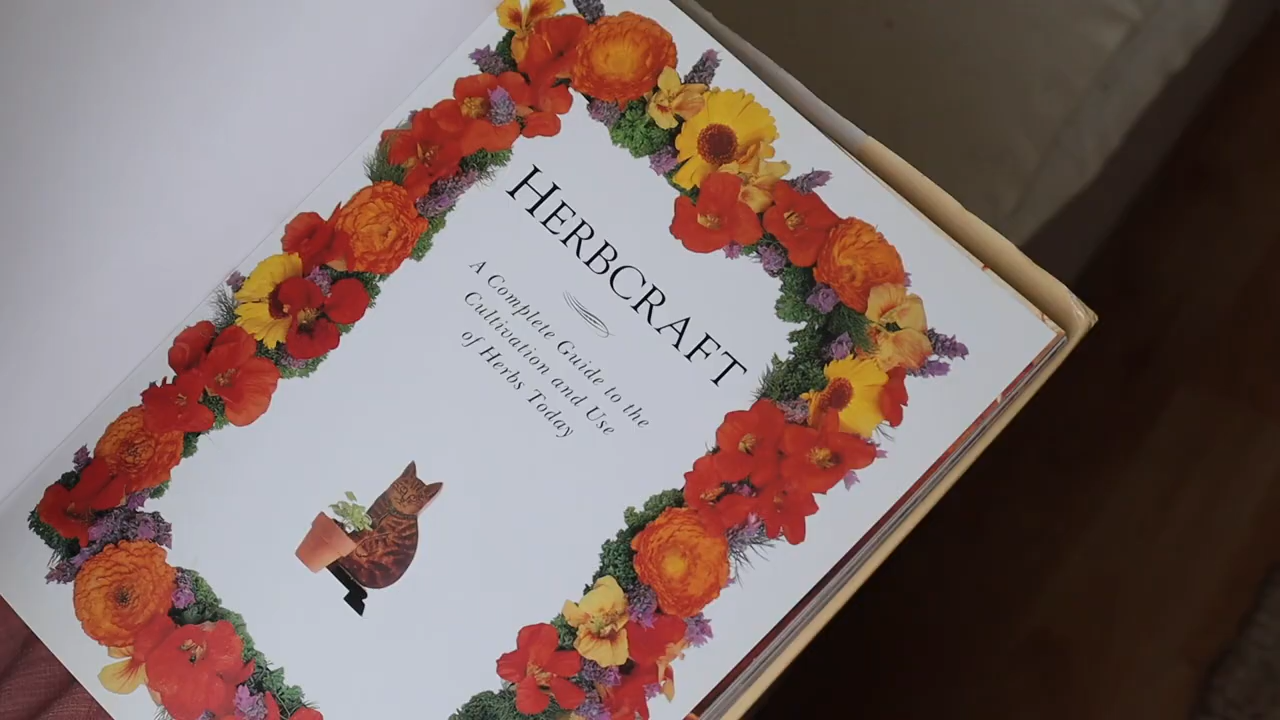 HERBCRAFT
A Complete Guide to the
Cultivation and Use
of Herbs Today